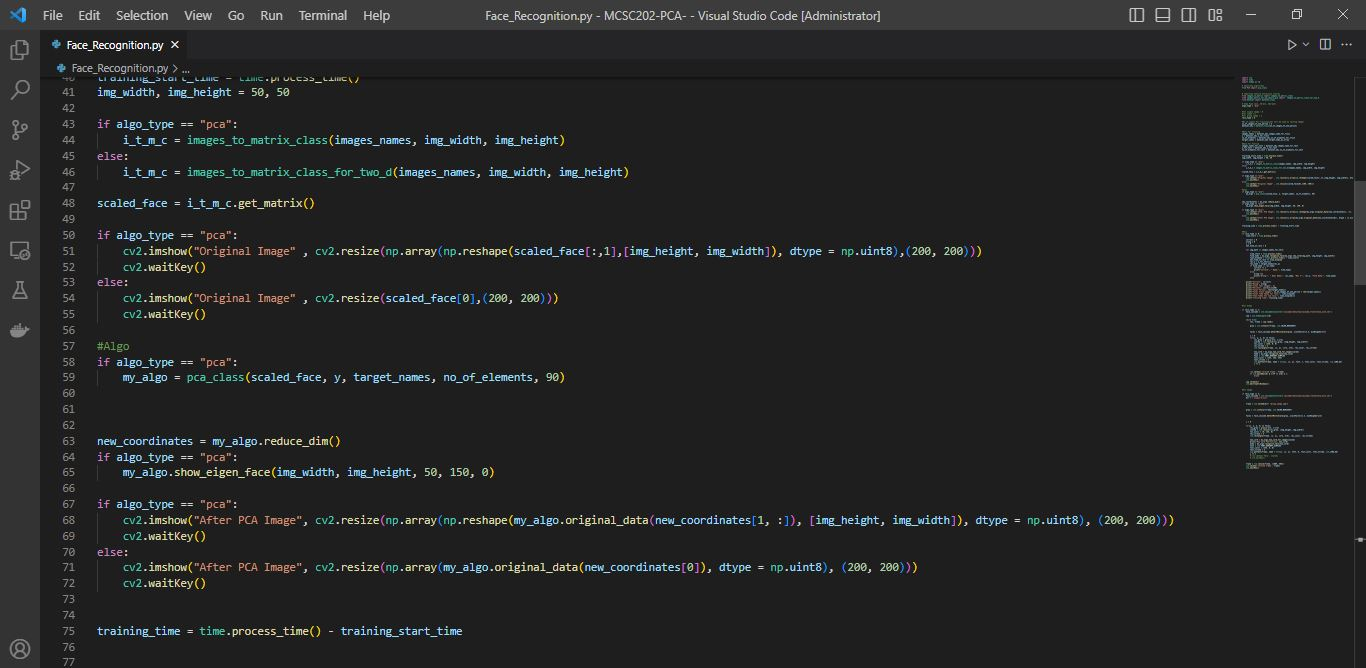 File Edit Selection View Go Run Terminal Help Face_Recognition.py - MCSC202-PCA- - Visual Studio Code [Administrator]
Face_Recognition.py
Face_Recognition.py > ...
40 training_start_time = time.process_time()
41 img_width, img_height = 50, 50
42
43 if algo_type == "pca":
44     i_t_m_c = images_to_matrix_class(images_names, img_width, img_height)
45 else:
46     i_t_m_c = images_to_matrix_class_for_two_d(images_names, img_width, img_height)
47
48 scaled_face = i_t_m_c.get_matrix()
49
50 if algo_type == "pca":
51     cv2.imshow("Original Image" , cv2.resize(np.array(np.reshape(scaled_face[:,1],[img_height, img_width]), dtype = np.uint8),(200, 200)))
52     cv2.waitKey()
53 else:
54     cv2.imshow("Original Image" , cv2.resize(scaled_face[0],(200, 200)))
55     cv2.waitKey()
56
57 #Algo
58 if algo_type == "pca":
59     my_algo = pca_class(scaled_face, y, target_names, no_of_elements, 90)
60
61
62
63 new_coordinates = my_algo.reduce_dim()
64 if algo_type == "pca":
65     my_algo.show_eigen_face(img_width, img_height, 50, 150, 0)
66
67 if algo_type == "pca":
68     cv2.imshow("After PCA Image", cv2.resize(np.array(np.reshape(my_algo.original_data(new_coordinates[1, :]), [img_height, img_width]), dtype = np.uint8), (200, 200)))
69     cv2.waitKey()
70 else:
71     cv2.imshow("After PCA Image", cv2.resize(np.array(my_algo.original_data(new_coordinates[0]), dtype = np.uint8), (200, 200)))
72     cv2.waitKey()
73
74
75 training_time = time.process_time() - training_start_time
76
77